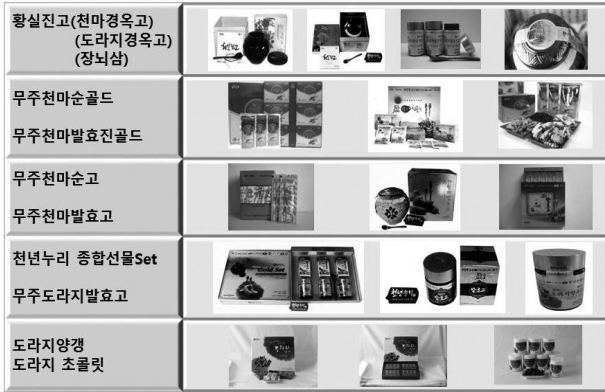 황실진고(천마경옥고)
(도라지경옥고)
(장뇌삼)
무주천마순골드
무주천마발효진골드
무주천마순고
무주천마발효고
천년누리 종합선물Set
Gold Set
무주도라지발효고
도라지양갱
도라지 초콜릿